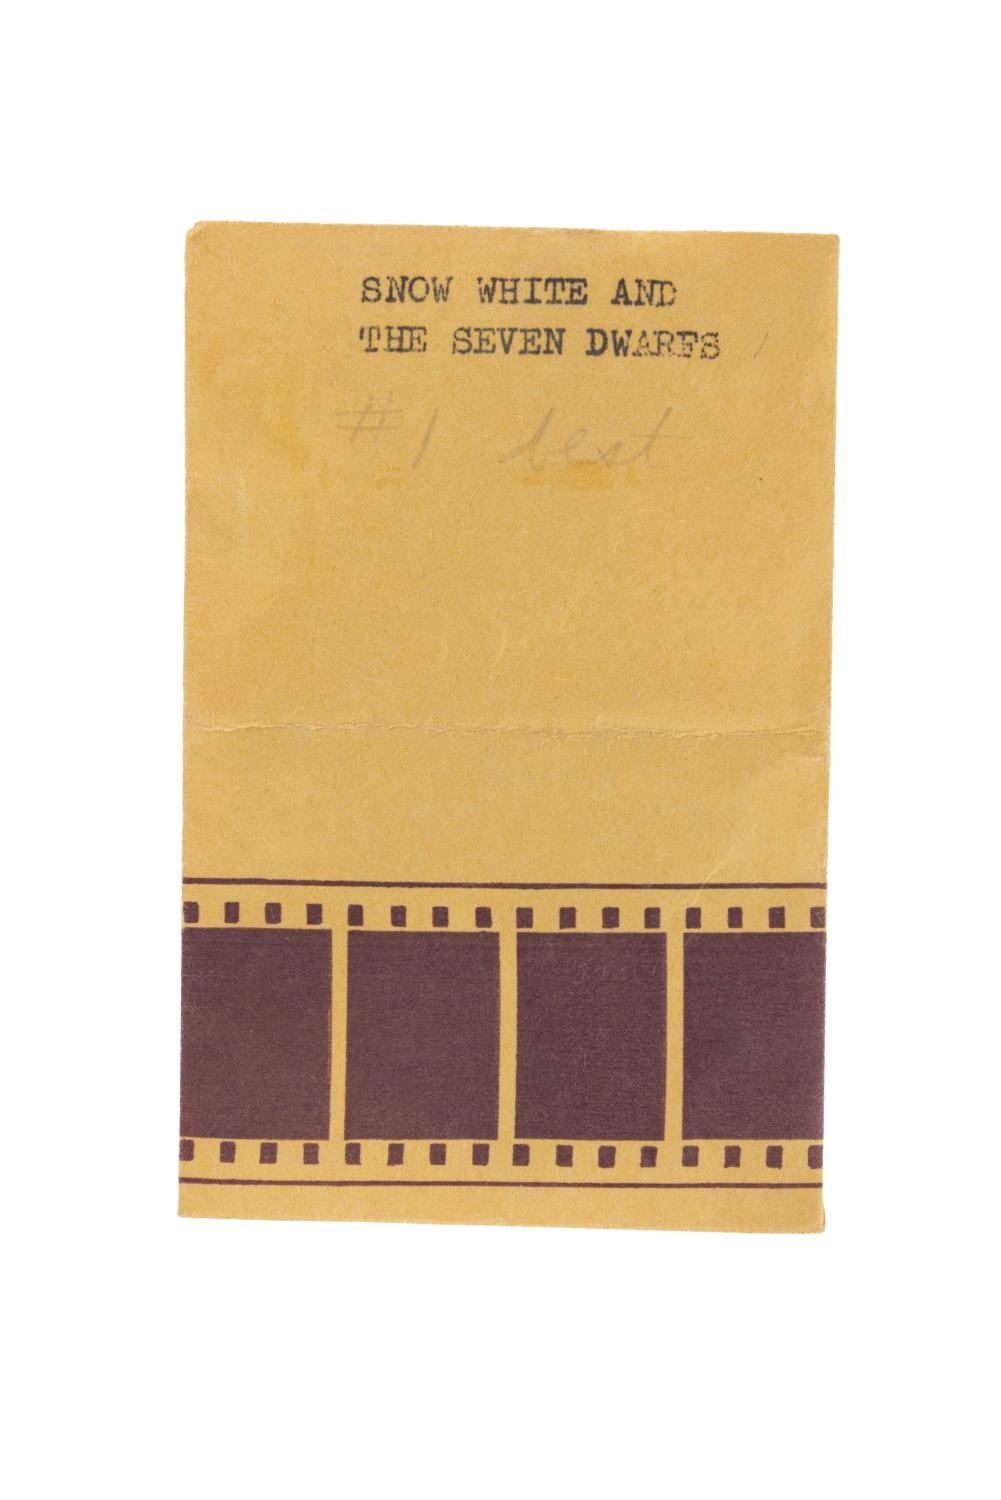 SNOW WHITE AND
THE SEVEN DWARFS
#1 best